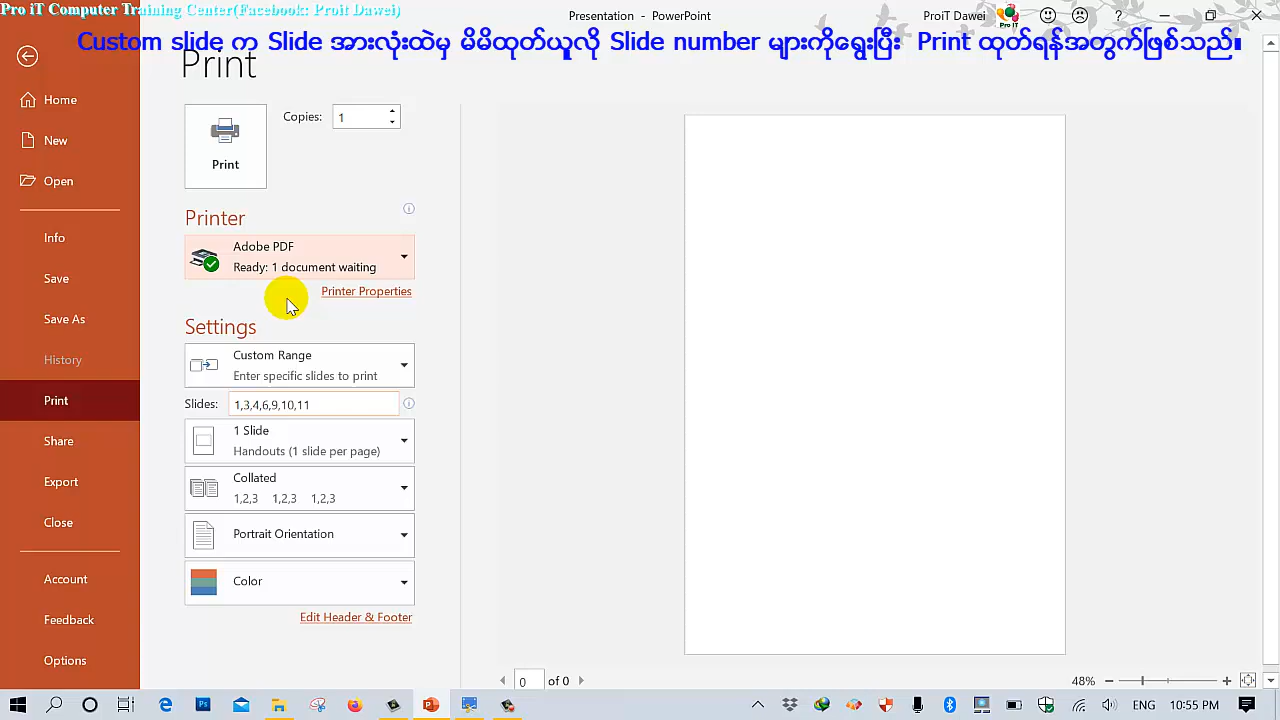 Pro iT Computer Training Center(Facebook: Proit Dawei)
Presentation - PowerPoint
ProiT Dawei
Pro iT
?
Custom slide က Slide အားလုံးထဲမှ မိမိထုတ်ယူလို Slide number များကိုရွေးပြီး Print ထုတ်ရန်အတွက်ဖြစ်သည်။
Print
Home
New
Open
Info
Save
Save As
History
Print
Share
Export
Close
Account
Feedback
Options
Print
Copies: 1
Printer
Adobe PDF
Ready: 1 document waiting
Printer Properties
Settings
Custom Range
Enter specific slides to print
Slides: 1,3,4,6,9,10,11
1 Slide
Handouts (1 slide per page)
Collated
1,2,3 1,2,3 1,2,3
Portrait Orientation
Color
Edit Header & Footer
0 of 0
48%
ENG 10:55 PM